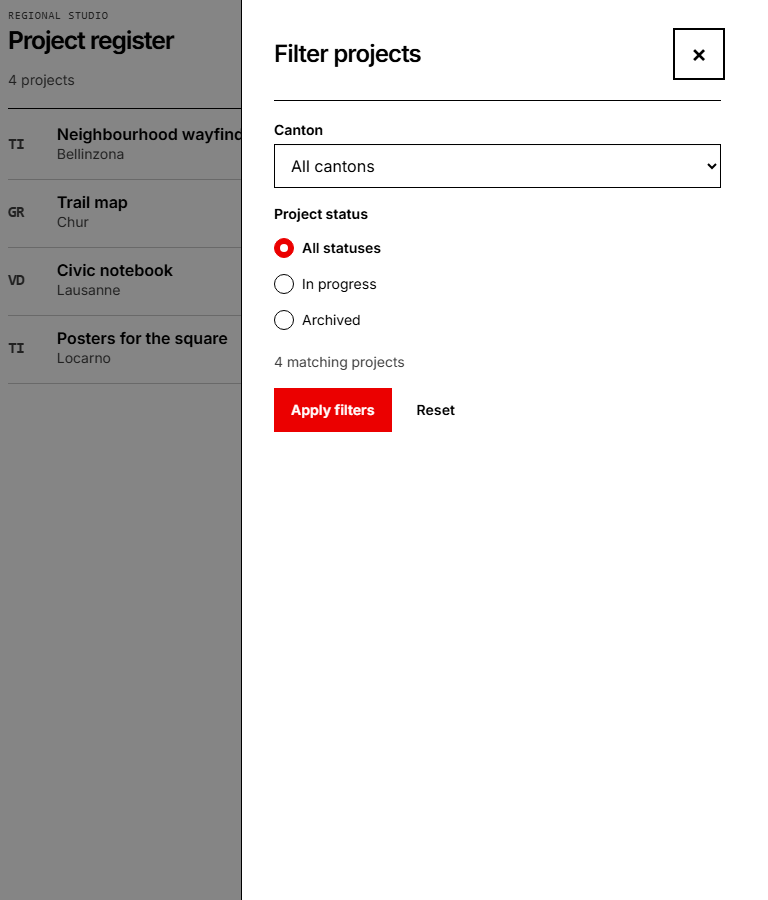 REGIONAL STUDIO
Project register
4 projects
TI
Neighbourhood wayfind
Bellinzona
GR
Trail map
Chur
VD
Civic notebook
Lausanne
TI
Posters for the square
Locarno
Filter projects
×
Canton
All cantons
Project status
All statuses
In progress
Archived
4 matching projects
Apply filters
Reset